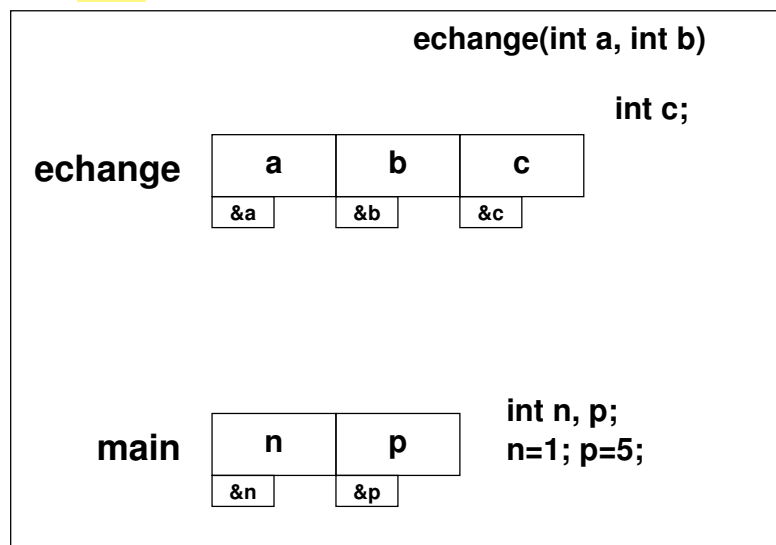 echange(int a, int b)
int c;
echange a b c
&a &b &c
int n, p;
main n p n=1; p=5;
&n &p